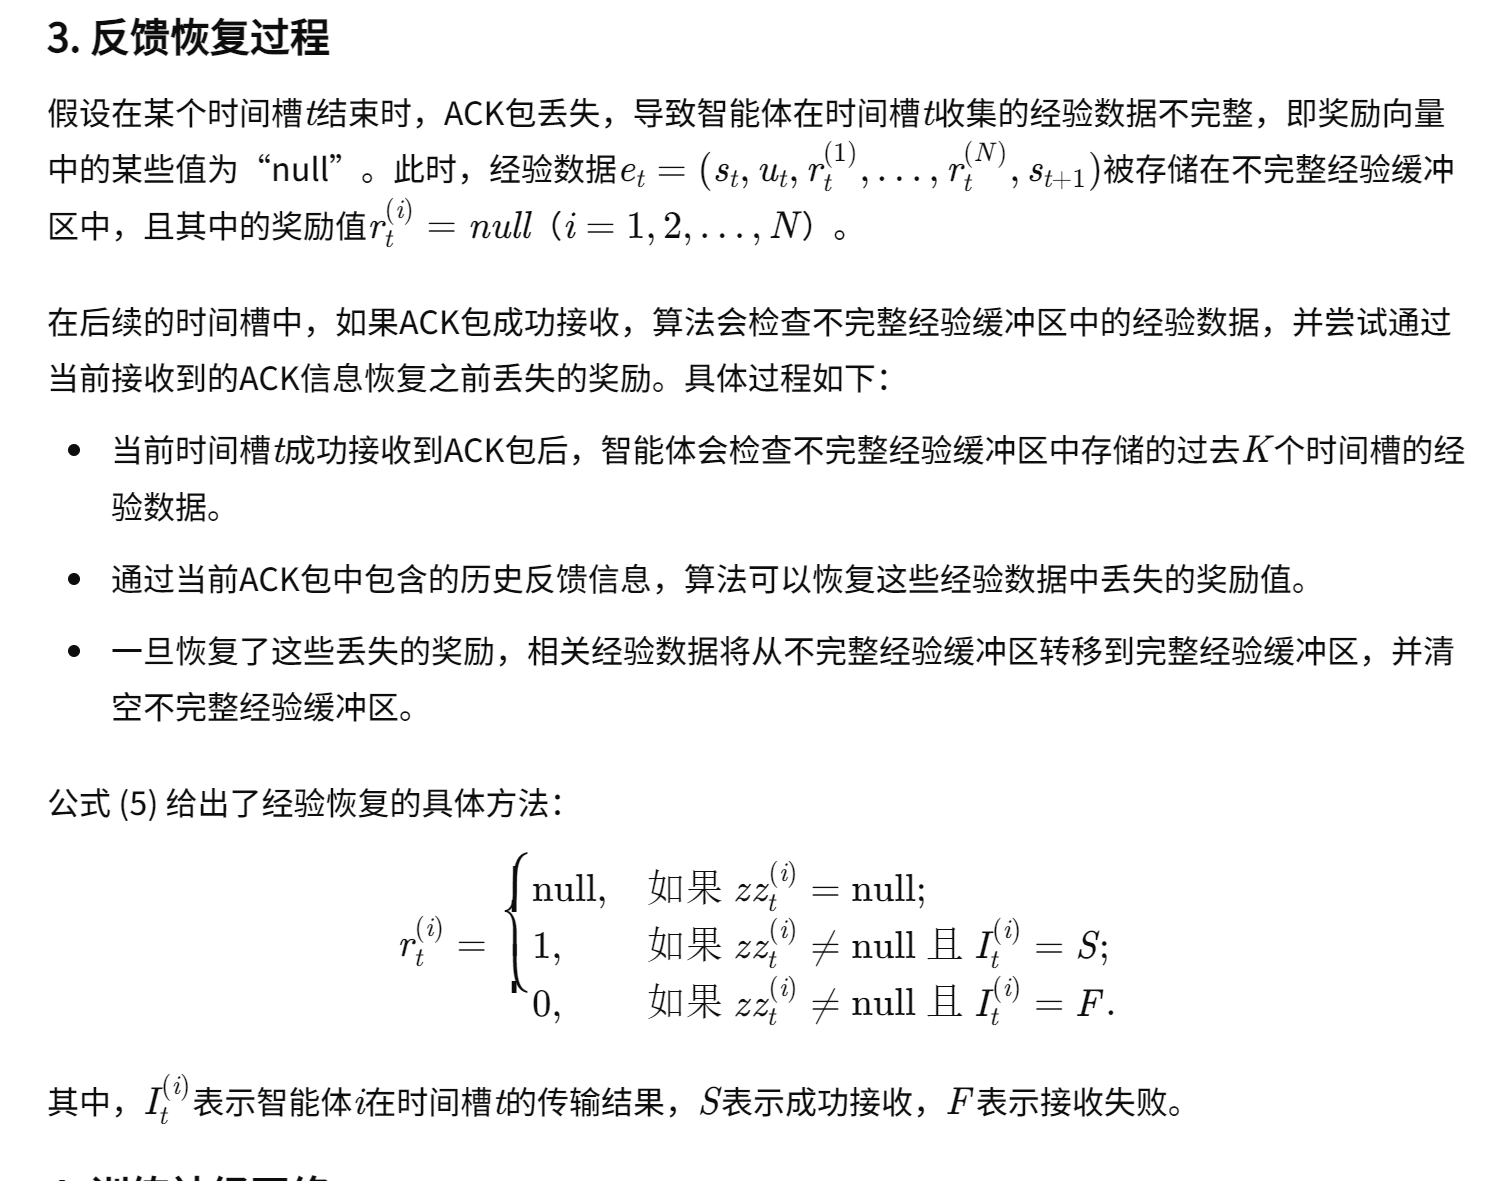 3. 反馈恢复过程
假设在某个时间槽t结束时，ACK包丢失，导致智能体在时间槽t收集的经验数据不完整，即奖励向量
中的某些值为“null”。此时，经验数据e_t = (s_t, u_t, r_t^{(1)}, . . . , r_t^{(N)}, s_{t+1})被存储在不完整经验缓冲
区中，且其中的奖励值r_t^{(i)} = null（i = 1, 2, . . . , N）。
在后续的时间槽中，如果ACK包成功接收，算法会检查不完整经验缓冲区中的经验数据，并尝试通过
当前接收到的ACK信息恢复之前丢失的奖励。具体过程如下：
• 当前时间槽t成功接收到ACK包后，智能体会检查不完整经验缓冲区中存储的过去K个时间槽的经
验数据。
• 通过当前ACK包中包含的历史反馈信息，算法可以恢复这些经验数据中丢失的奖励值。
• 一旦恢复了这些丢失的奖励，相关经验数据将从不完整经验缓冲区转移到完整经验缓冲区，并清
空不完整经验缓冲区。
公式 (5) 给出了经验恢复的具体方法：
r_t^{(i)} = {
null, 如果 zz_t^{(i)} = null;
1, 如果 zz_t^{(i)} ≠ null 且 I_t^{(i)} = S;
0, 如果 zz_t^{(i)} ≠ null 且 I_t^{(i)} = F.
其中，I_t^{(i)}表示智能体i在时间槽t的传输结果，S表示成功接收，F表示接收失败。